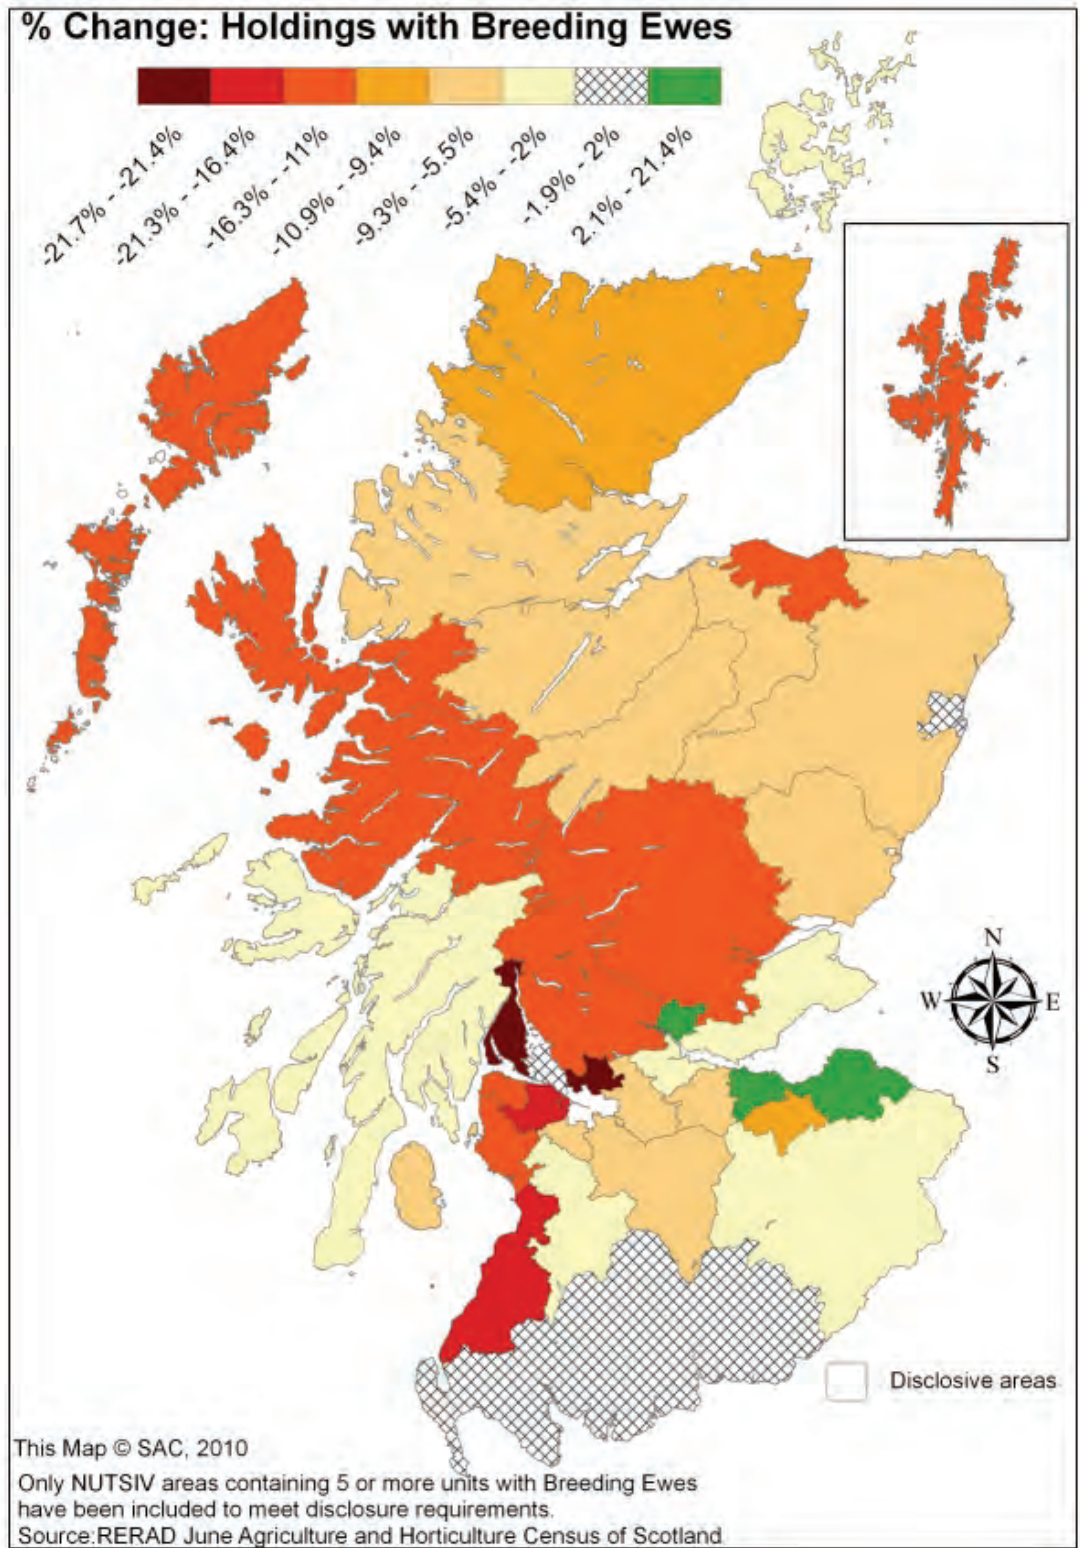 % Change: Holdings with Breeding Ewes
-21.7% - -21.4%
-21.3% - -16.4%
-16.3% - -11%
-10.9% - -9.4%
-9.3% - -5.5%
-5.4% - -2%
-1.9% - 2%
2.1% - 21.4%
N
W E
S
Disclosive areas
This Map © SAC, 2010
Only NUTSIV areas containing 5 or more units with Breeding Ewes
have been included to meet disclosure requirements.
Source:RERAD June Agriculture and Horticulture Census of Scotland